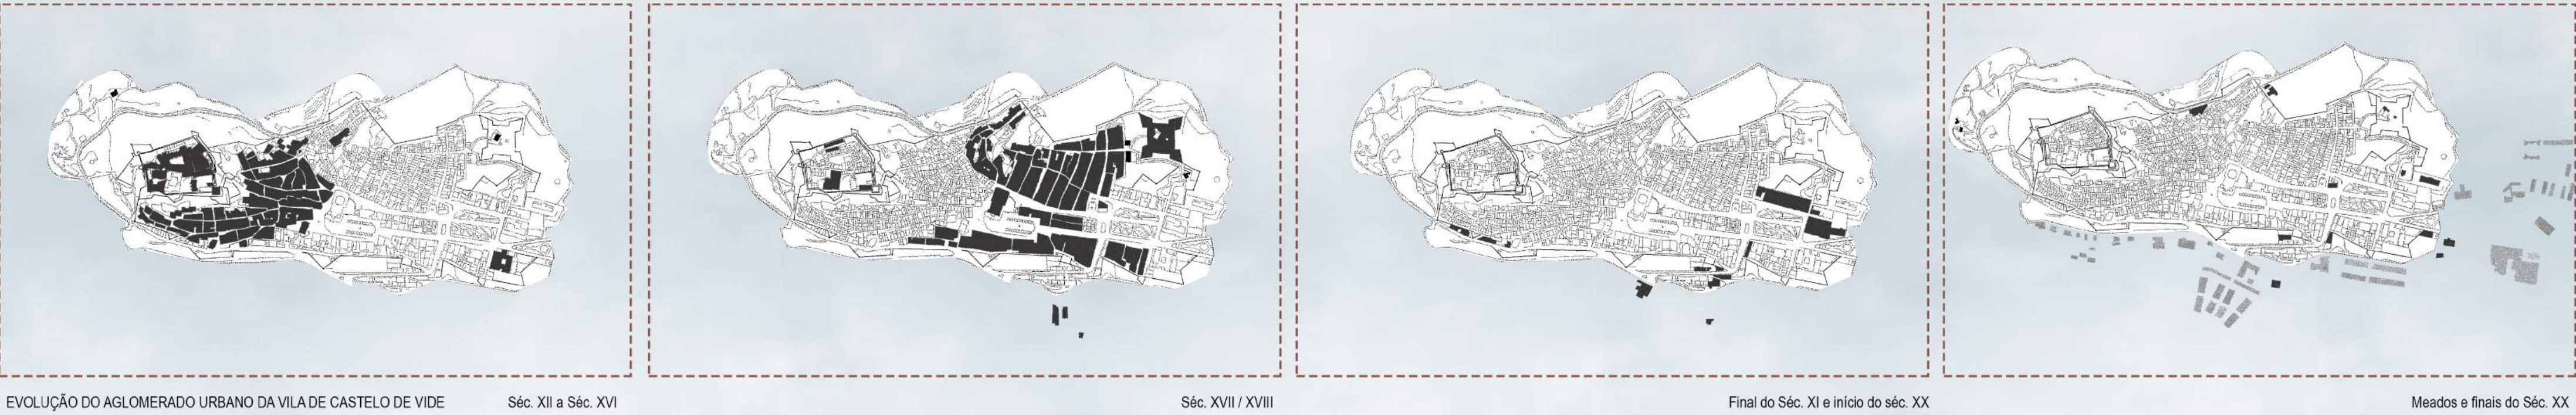 EVOLUÇÃO DO AGLOMERADO URBANO DA VILA DE CASTELO DE VIDE
Séc. XII a Séc. XVI
Séc. XVII / XVIII
Final do Séc. XI e início do séc. XX
Meados e finais do Séc. XX